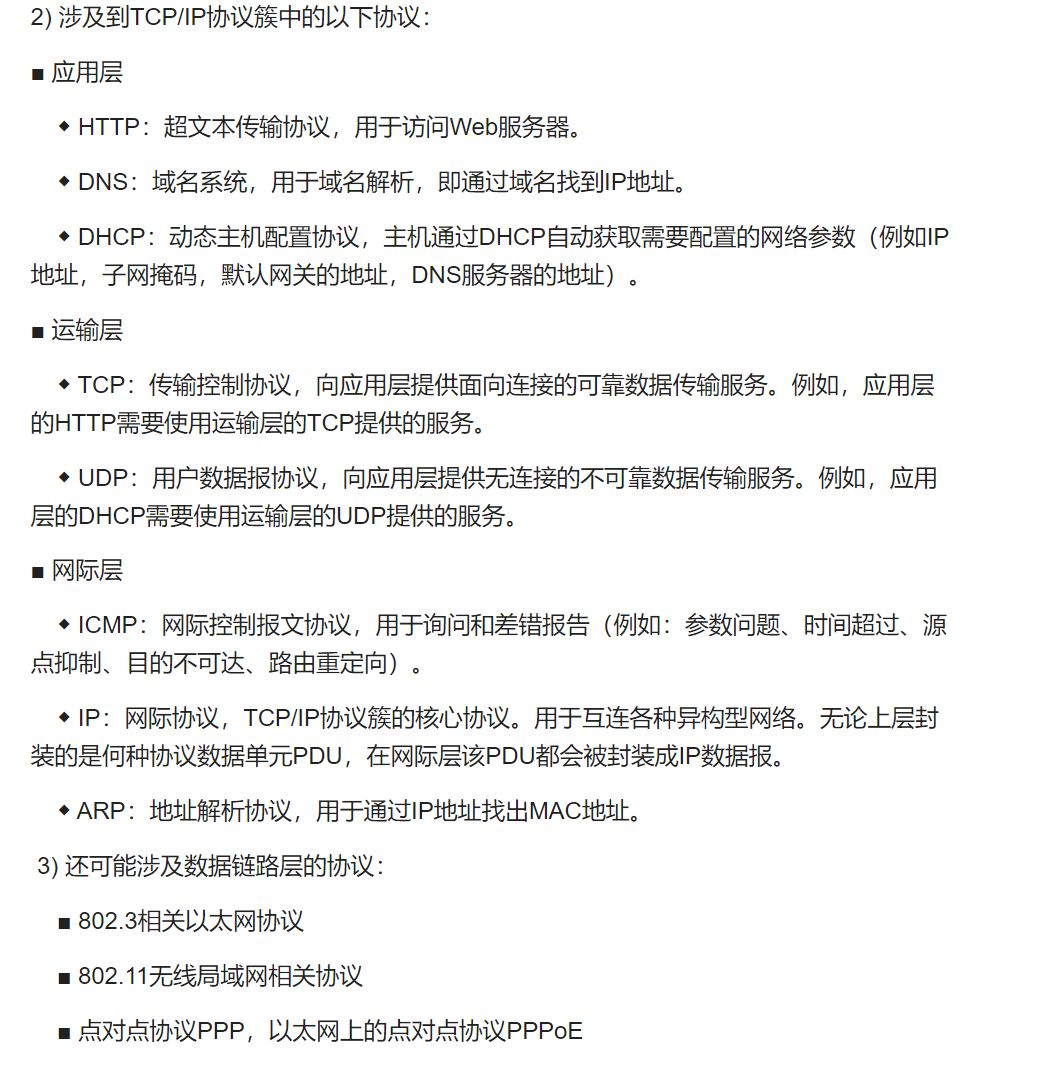 2) 涉及到TCP/IP协议簇中的以下协议：
■ 应用层
◆ HTTP：超文本传输协议，用于访问Web服务器。
◆ DNS：域名系统，用于域名解析，即通过域名找到IP地址。
◆ DHCP：动态主机配置协议，主机通过DHCP自动获取需要配置的网络参数（例如IP
地址，子网掩码，默认网关的地址，DNS服务器的地址）。
■ 运输层
◆ TCP：传输控制协议，向应用层提供面向连接的可靠数据传输服务。例如，应用层
的HTTP需要使用运输层的TCP提供的服务。
◆ UDP：用户数据报协议，向应用层提供无连接的不可靠数据传输服务。例如，应用
层的DHCP需要使用运输层的UDP提供的服务。
■ 网际层
◆ ICMP：网际控制报文协议，用于询问和差错报告（例如：参数问题、时间超过、源
点抑制、目的不可达、路由重定向）。
◆ IP：网际协议，TCP/IP协议簇的核心协议。用于互连各种异构型网络。无论上层封
装的是何种协议数据单元PDU，在网际层该PDU都会被封装成IP数据报。
◆ ARP：地址解析协议，用于通过IP地址找出MAC地址。
3) 还可能涉及数据链路层的协议：
■ 802.3相关以太网协议
■ 802.11无线局域网相关协议
■ 点对点协议PPP，以太网上的点对点协议PPPoE